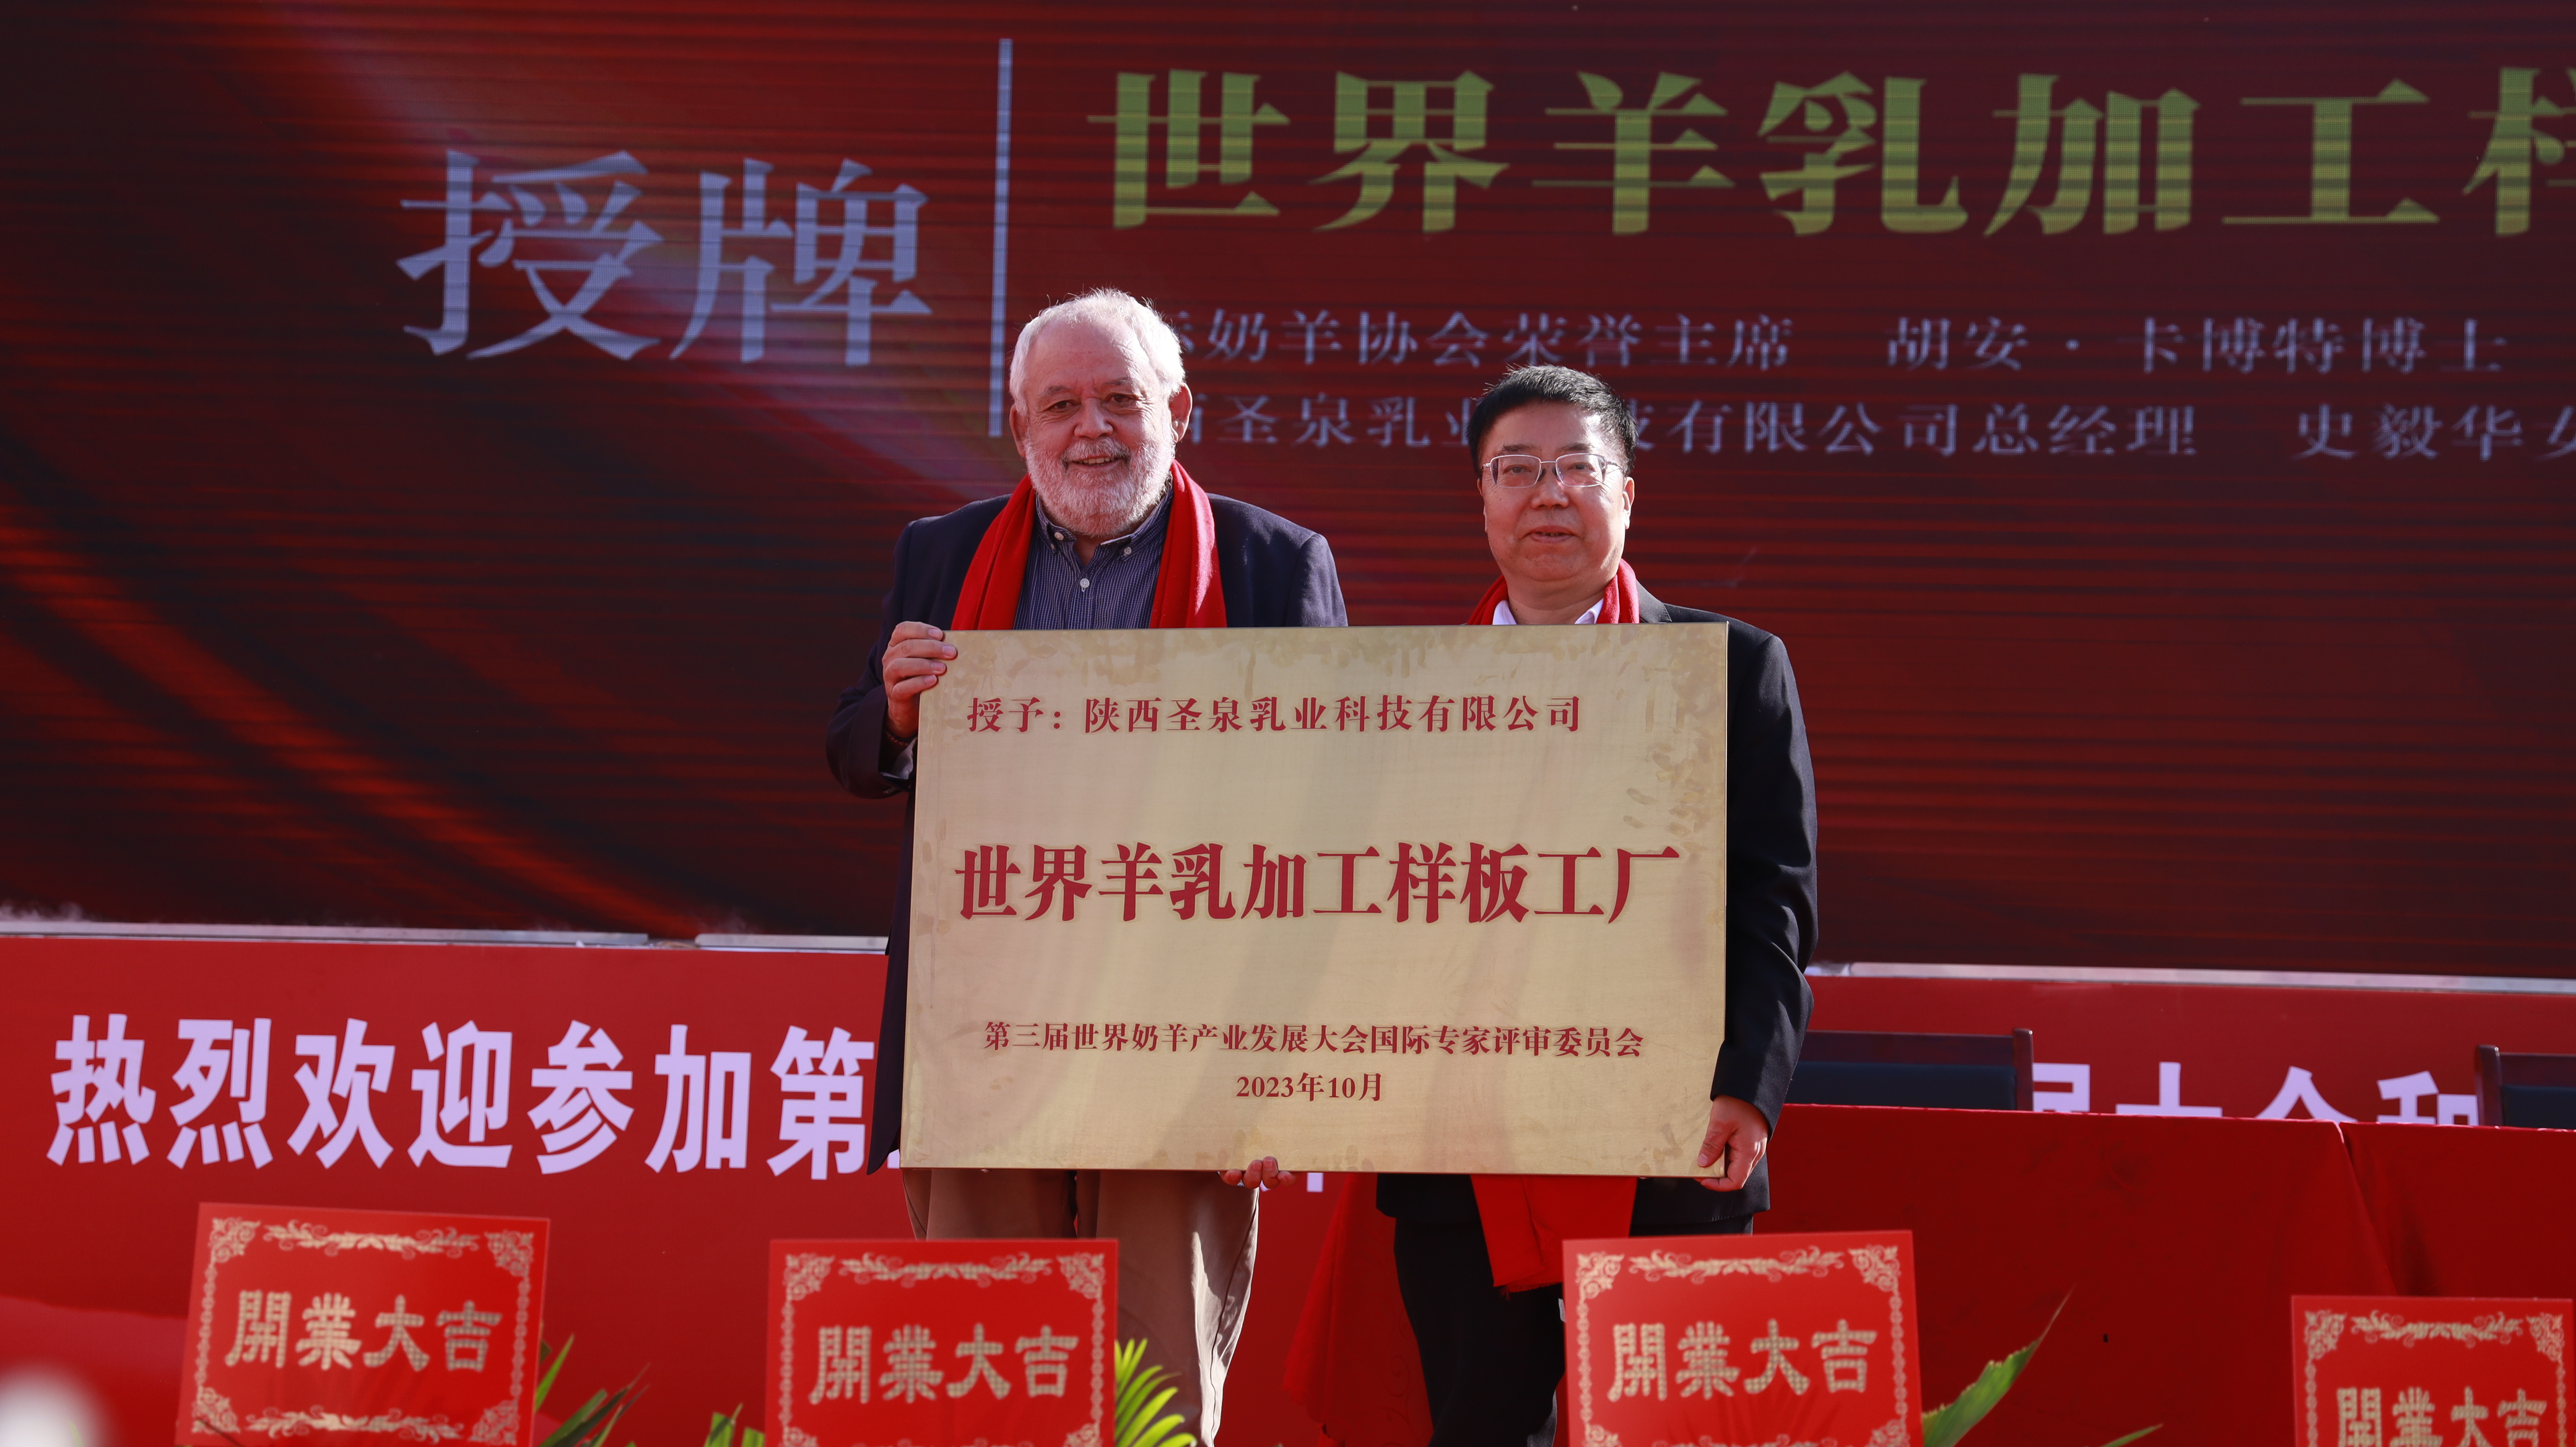 授牌
世界羊乳加工样
奶羊协会荣誉主席 胡安·卡博特博士
西圣泉乳业 技有限公司总经理 史毅华女
授予：陕西圣泉乳业科技有限公司
世界羊乳加工样板工厂
第三届世界奶羊产业发展大会国际专家评审委员会
2023年10月
热烈欢迎参加第 展大会和
開業大吉
開業大吉
開業大吉
開業大吉